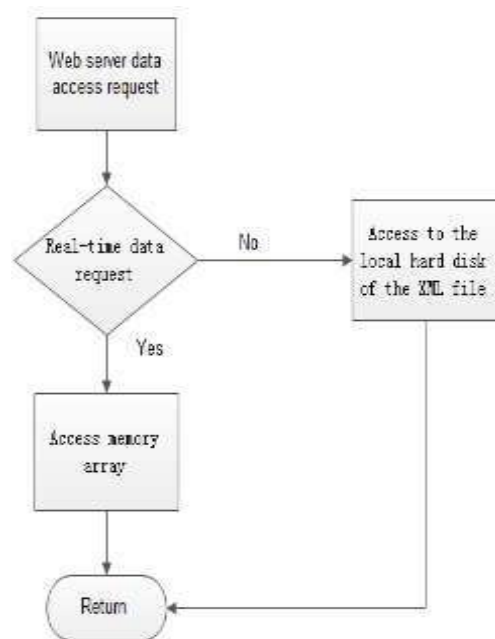 Web server data
access request
Real-time data
request
No
Access to the
local hard disk
of the XML file
Yes
Access memory
array
Return